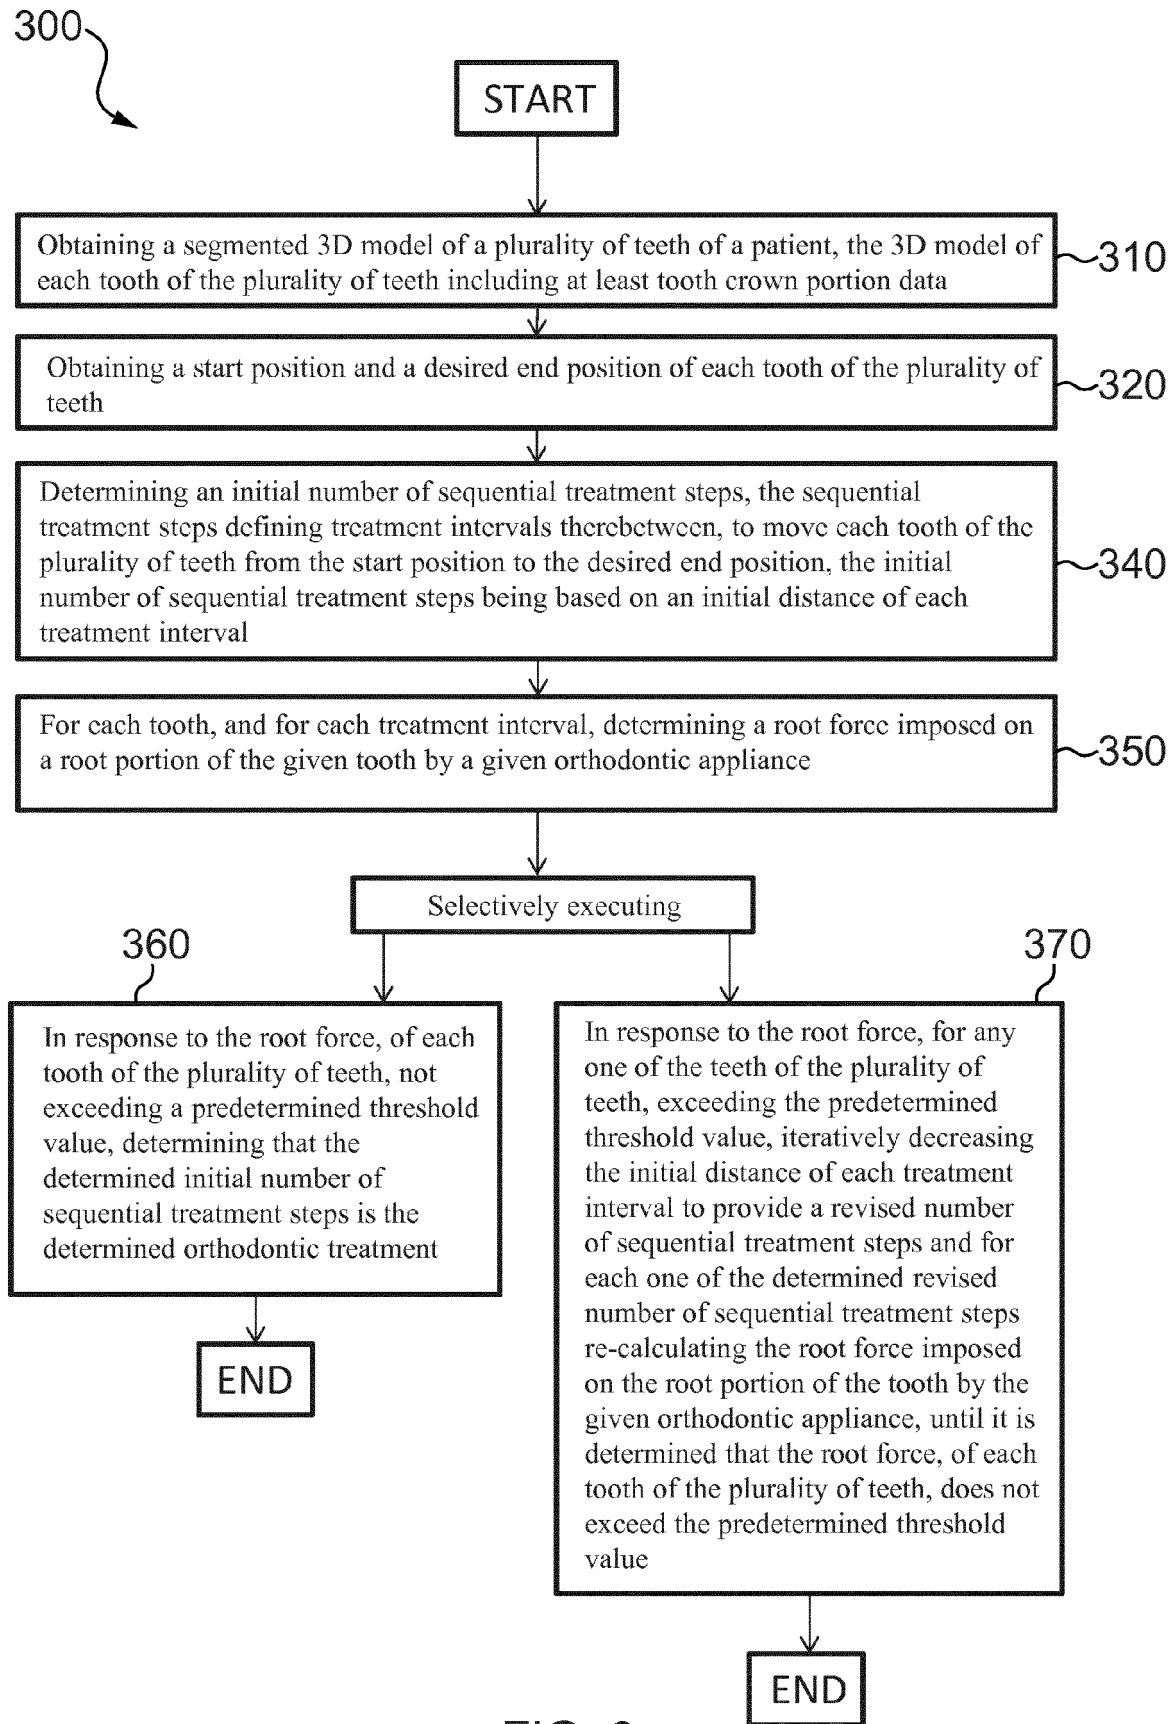 300
START
Obtaining a segmented 3D model of a plurality of teeth of a patient, the 3D model of
each tooth of the plurality of teeth including at least tooth crown portion data
310
Obtaining a start position and a desired end position of each tooth of the plurality of
teeth
320
Determining an initial number of sequential treatment steps, the sequential
treatment steps defining treatment intervals therebetween, to move each tooth of the
plurality of teeth from the start position to the desired end position, the initial
number of sequential treatment steps being based on an initial distance of each
treatment interval
340
For each tooth, and for each treatment interval, determining a root force imposed on
a root portion of the given tooth by a given orthodontic appliance
350
Selectively executing
360
In response to the root force, of each
tooth of the plurality of teeth, not
exceeding a predetermined threshold
value, determining that the
determined initial number of
sequential treatment steps is the
determined orthodontic treatment
END
370
In response to the root force, for any
one of the teeth of the plurality of
teeth, exceeding the predetermined
threshold value, iteratively decreasing
the initial distance of each treatment
interval to provide a revised number
of sequential treatment steps and for
each one of the determined revised
number of sequential treatment steps
re-calculating the root force imposed
on the root portion of the tooth by the
given orthodontic appliance, until it is
determined that the root force, of each
tooth of the plurality of teeth, does not
exceed the predetermined threshold
value
END